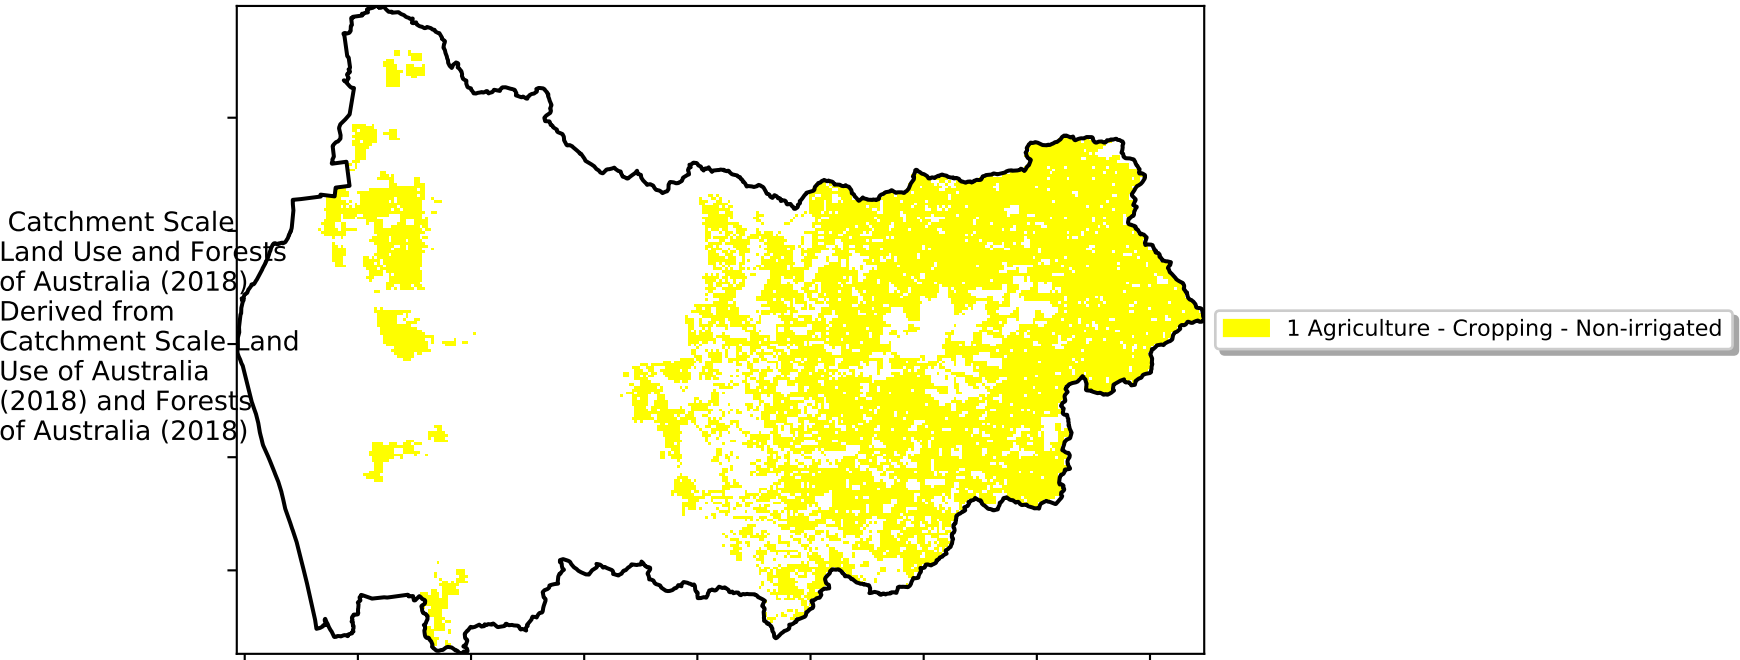 Catchment Scale
Land Use and Forests
of Australia (2018)
Derived from
Catchment Scale Land
Use of Australia
(2018) and Forests
of Australia (2018)
1 Agriculture - Cropping - Non-irrigated